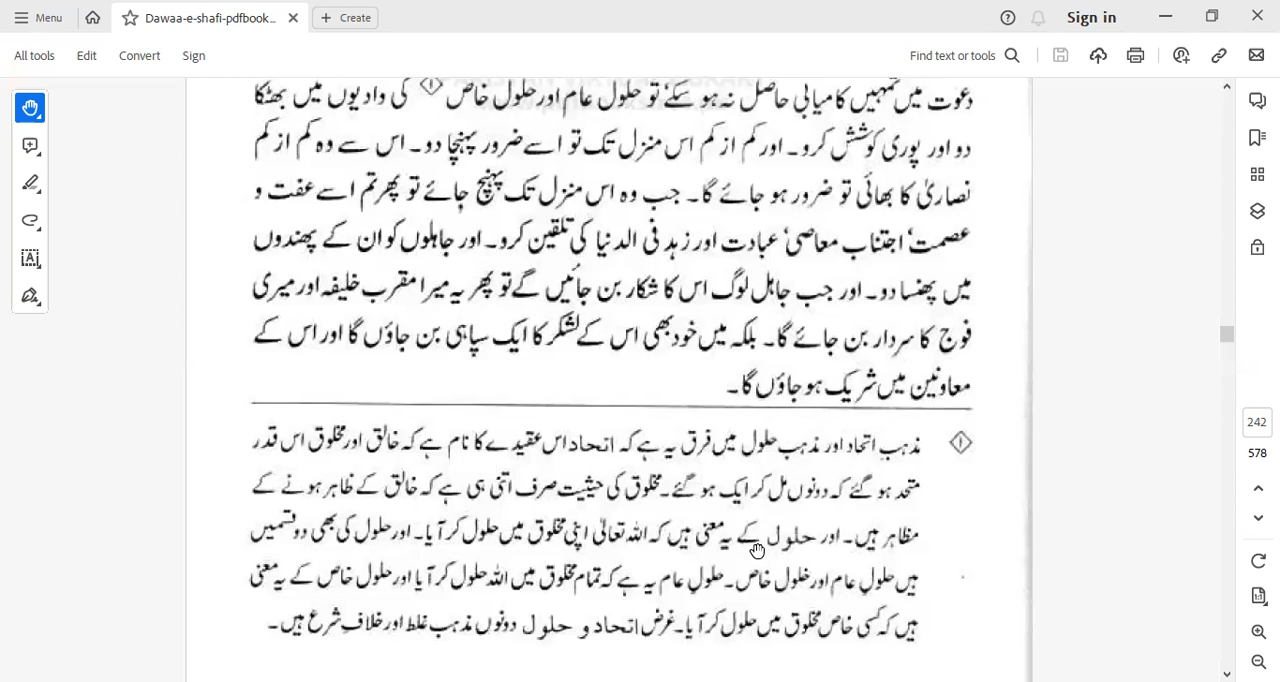 Menu
Dawaa-e-shafi-pdfbook...
Create
Sign in
All tools
Edit
Convert
Sign
Find text or tools
دعوت میں تمہیں کامیابی حاصل نہ ہو سکے تو حلول عام اور حلول خاص ۱ کی وادیوں میں بھٹکا
دو اور پوری کوشش کرو۔ اور کم از کم اس منزل تک تو اسے ضرور پہنچا دو۔ اس سے وہ کم از کم
نصاریٰ کا بھائی تو ضرور ہو جائے گا۔ جب وہ اس منزل تک پہنچ جائے تو پھر تم اسے عفت و
عصمت' اجتناب معاصی' عبادت اور زہد فی الدنیا کی تلقین کرو۔ اور جاہلوں کو ان کے پھندوں
میں پھنسا دو۔ اور جب جاہل لوگ اس کا شکار بن جائیں گے تو پھر یہ میرا مقرب خلیفہ اور میری
فوج کا سردار بن جائے گا۔ بلکہ میں خود بھی اس کے لشکر کا ایک سپاہی بن جاؤں گا اور اس کے
معاونین میں شریک ہو جاؤں گا۔
۱ مذہب اتحاد اور مذہب حلول میں فرق یہ ہے کہ اتحاد اس عقیدے کا نام ہے کہ خالق اور مخلوق اس قدر
متحد ہو گئے کہ دونوں مل کر ایک ہو گئے۔ مخلوق کی حیثیت صرف اتنی ہی ہے کہ خالق کے ظاہر ہونے کے
مظاہر ہیں۔ اور حلول کے یہ معنی ہیں کہ اللہ تعالیٰ اپنی مخلوق میں حلول کر آیا۔ اور حلول کی بھی دو قسمیں
ہیں حلول عام اور حلول خاص۔ حلول عام یہ ہے کہ تمام مخلوق میں اللہ حلول کر آیا اور حلول خاص کے یہ معنی
ہیں کہ کسی خاص مخلوق میں حلول کر آیا۔ غرض اتحاد و حلول دونوں مذہب غلط اور خلاف شرع ہیں۔
242
578